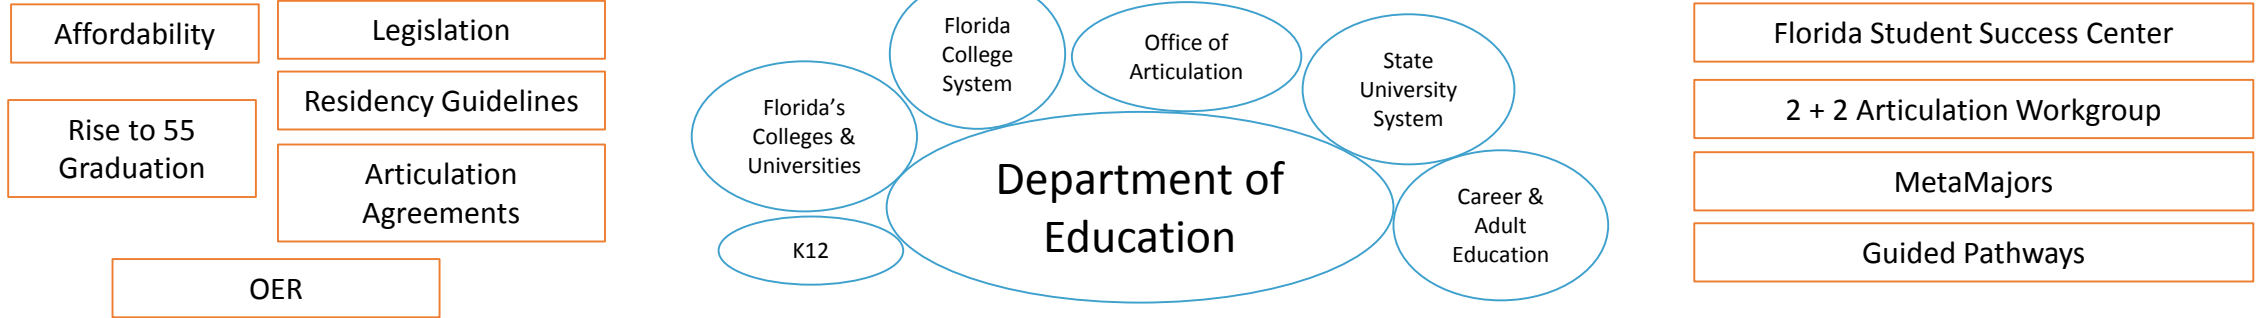 Affordability
Legislation
Residency Guidelines
Rise to 55
Graduation
Articulation
Agreements
OER
Florida
College
System
Office of
Articulation
State
University
System
Florida's
Colleges &
Universities
Department of
Education
Career &
Adult
Education
K12
Florida Student Success Center
2 + 2 Articulation Workgroup
MetaMajors
Guided Pathways